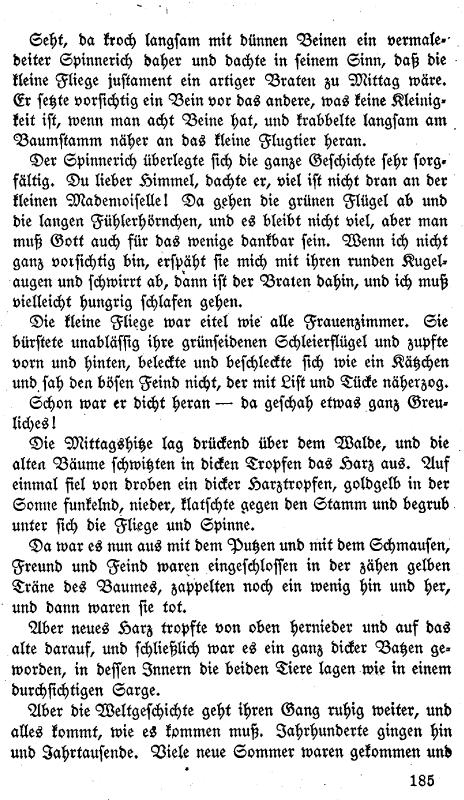 Seht, da kroch langsam mit dünnen Beinen ein vermale-
deiter Spinnerich daher und dachte in seinem Sinn, daß die
kleine Fliege justament ein artiger Braten zu Mittag wäre.
Er setzte vorsichtig ein Bein vor das andere, was keine Kleinig-
keit ist, wenn man acht Beine hat, und krabbelte langsam am
Baumstamm näher an das kleine Flugtier heran.
Der Spinnerich überlegte sich die ganze Geschichte sehr sorg-
fältig. Du lieber Himmel, dachte er, viel ist nicht dran an der
kleinen Mademoiselle! Da gehen die grünen Flügel ab und
die langen Fühlerhörnchen, und es bleibt nicht viel, aber man
muß Gott auch für das wenige dankbar sein. Wenn ich nicht
ganz vorsichtig bin, erspäht sie mich mit ihren runden Kugel-
augen und schwirrt ab, dann ist der Braten dahin, und ich muß
vielleicht hungrig schlafen gehen.
Die kleine Fliege war eitel wie alle Frauenzimmer. Sie
bürstete unablässig ihre grünseidenen Schleierflügel und zupfte
vorn und hinten, beleckte und beschleckte sich wie ein Kätzchen
und sah den bösen Feind nicht, der mit List und Tücke näherzog.
Schon war er dicht heran — da geschah etwas ganz Greu-
liches!
Die Mittagshitze lag drückend über dem Walde, und die
alten Bäume schwitzten in dicken Tropfen das Harz aus. Auf
einmal fiel von droben ein dicker Harztropfen, goldgelb in der
Sonne funkelnd, nieder, klatschte gegen den Stamm und begrub
unter sich die Fliege und Spinne.
Da war es nun aus mit dem Putzen und mit dem Schmausen,
Freund und Feind waren eingeschlossen in der zähen gelben
Träne des Baumes, zappelten noch ein wenig hin und her,
und dann waren sie tot.
Aber neues Harz tropfte von oben hernieder und auf das
alte darauf, und schließlich war es ein ganz dicker Batzen ge-
worden, in dessen Innern die beiden Tiere lagen wie in einem
durchsichtigen Sarge.
Aber die Weltgeschichte geht ihren Gang ruhig weiter, und
alles kommt, wie es kommen muß. Jahrhunderte gingen hin
und Jahrtausende. Viele neue Sommer waren gekommen und
185